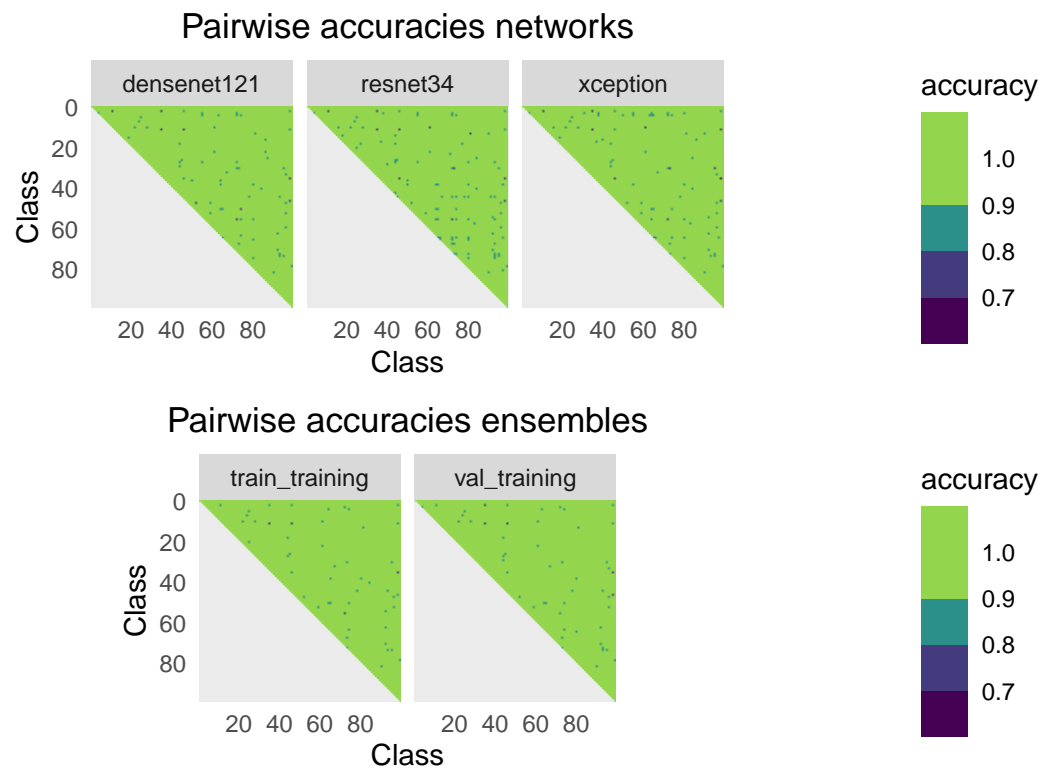 Pairwise accuracies networks
densenet121 resnet34 xception
accuracy
0
20
40
60
80
Class
20 40 60 80 20 40 60 80 20 40 60 80
Class
1.0
0.9
0.8
0.7
Pairwise accuracies ensembles
train_training val_training
accuracy
0
20
40
60
80
Class
20 40 60 80 20 40 60 80
Class
1.0
0.9
0.8
0.7